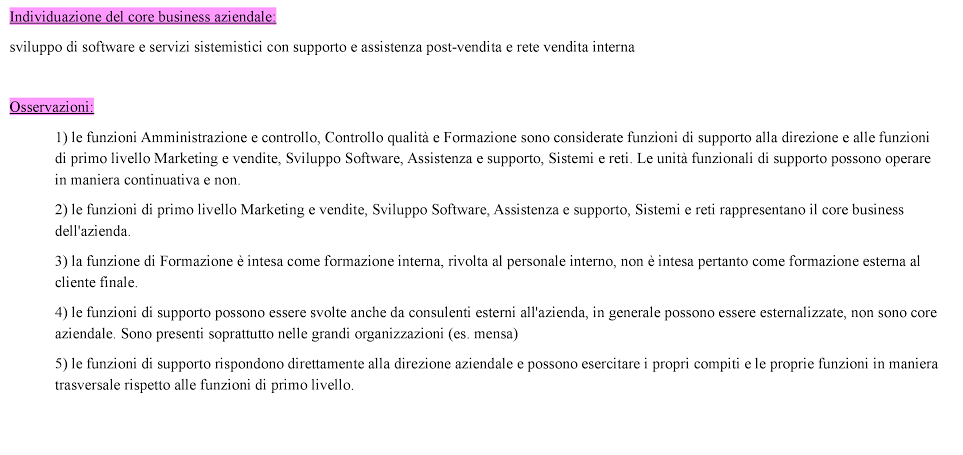 Individuazione del core business aziendale:
sviluppo di software e servizi sistemistici con supporto e assistenza post-vendita e rete vendita interna
Osservazioni:
1) le funzioni Amministrazione e controllo, Controllo qualità e Formazione sono considerate funzioni di supporto alla direzione e alle funzioni
di primo livello Marketing e vendite, Sviluppo Software, Assistenza e supporto, Sistemi e reti. Le unità funzionali di supporto possono operare
in maniera continuativa e non.
2) le funzioni di primo livello Marketing e vendite, Sviluppo Software, Assistenza e supporto, Sistemi e reti rappresentano il core business
dell'azienda.
3) la funzione di Formazione è intesa come formazione interna, rivolta al personale interno, non è intesa pertanto come formazione esterna al
cliente finale.
4) le funzioni di supporto possono essere svolte anche da consulenti esterni all'azienda, in generale possono essere esternalizzate, non sono core
aziendale. Sono presenti soprattutto nelle grandi organizzazioni (es. mensa)
5) le funzioni di supporto rispondono direttamente alla direzione aziendale e possono esercitare i propri compiti e le proprie funzioni in maniera
trasversale rispetto alle funzioni di primo livello.